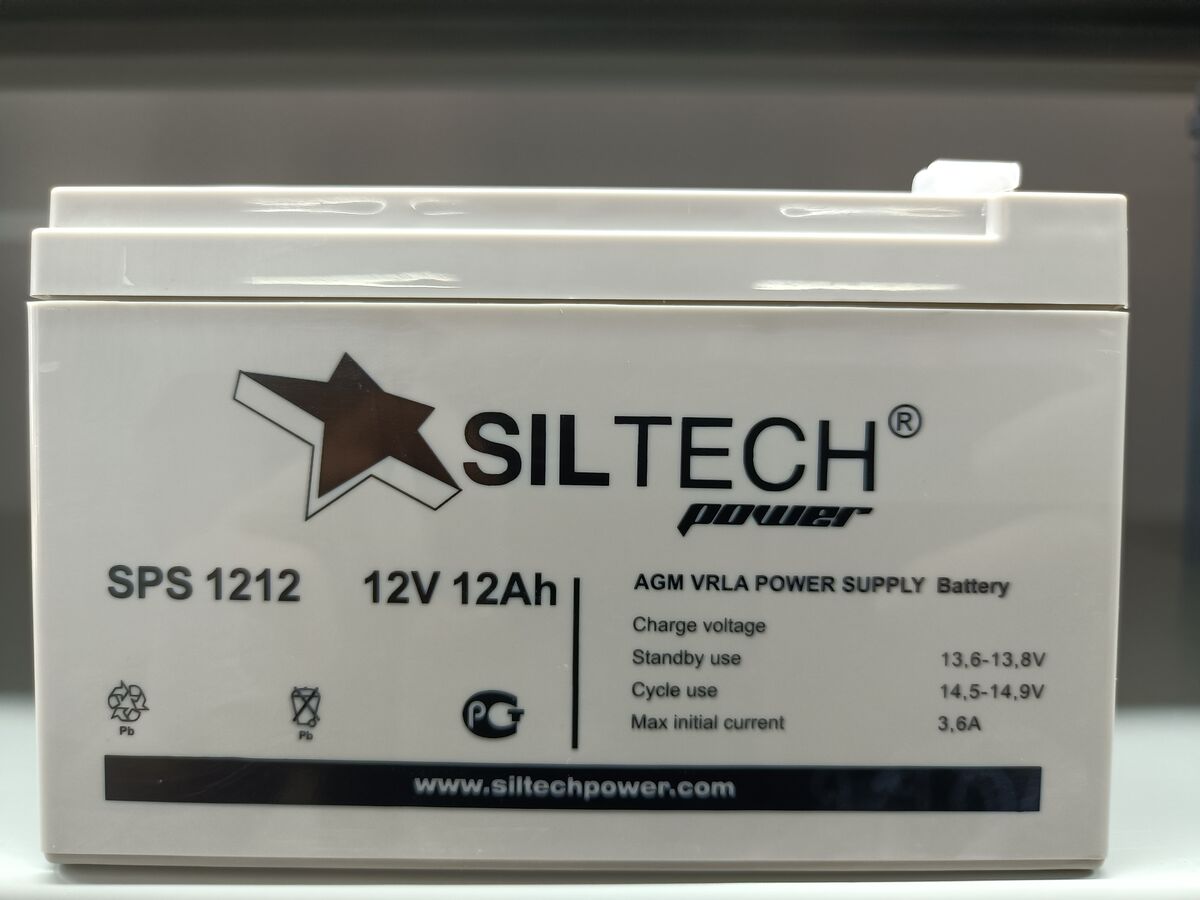 SILTECH®
power
SPS 1212 12V 12Ah
AGM VRLA POWER SUPPLY Battery
Charge voltage
Standby use 13,6-13,8V
Cycle use 14,5-14,9V
Max initial current 3,6A
Pb
Pb
РСТ
www.siltechpower.com